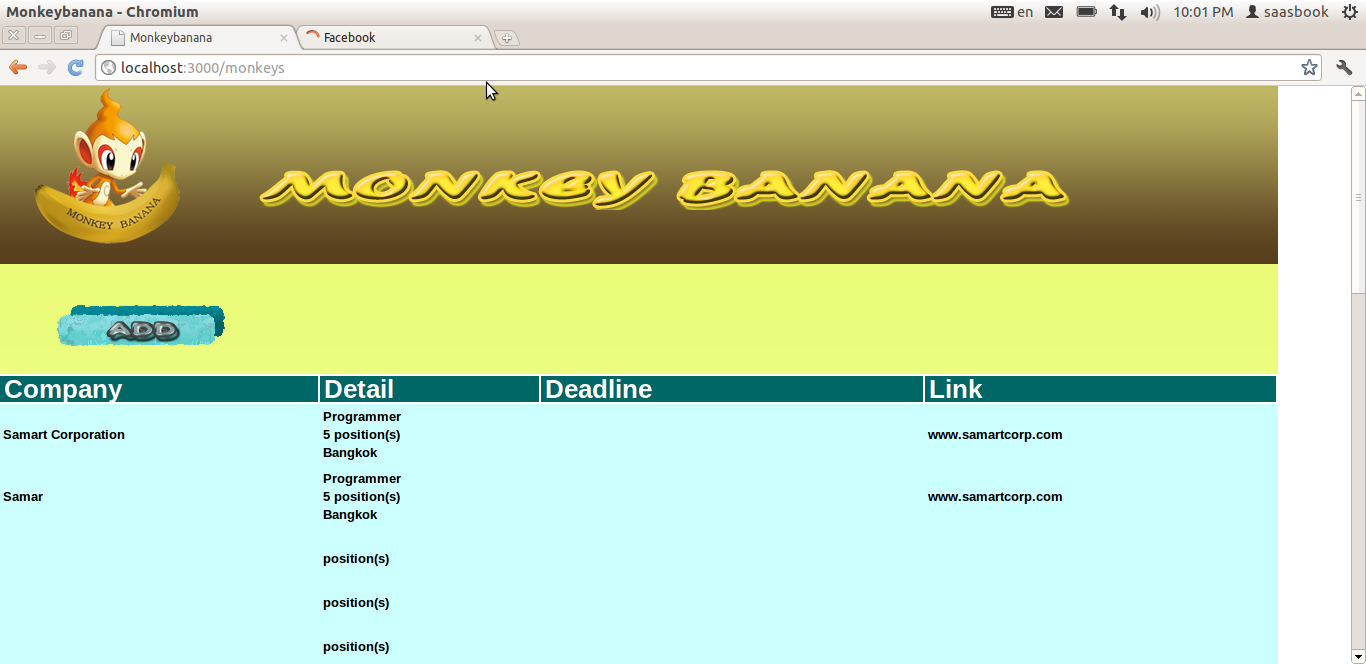 Monkeybanana - Chromium
en
10:01 PM
saasbook
Monkeybanana
Facebook
localhost:3000/monkeys
MONKEY BANANA
MONKEY BANANA
ADD
Company Detail Deadline Link
Programmer
Samart Corporation 5 position(s) www.samartcorp.com
Bangkok
Programmer
Samar 5 position(s) www.samartcorp.com
Bangkok
position(s)
position(s)
position(s)